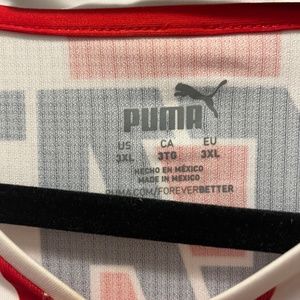 PUMA
US CA EU
3XL 3TG 3XL
HECHO EN MÉXICO
MADE IN MEXICO
PUMA.COM/FOREVERBETTER